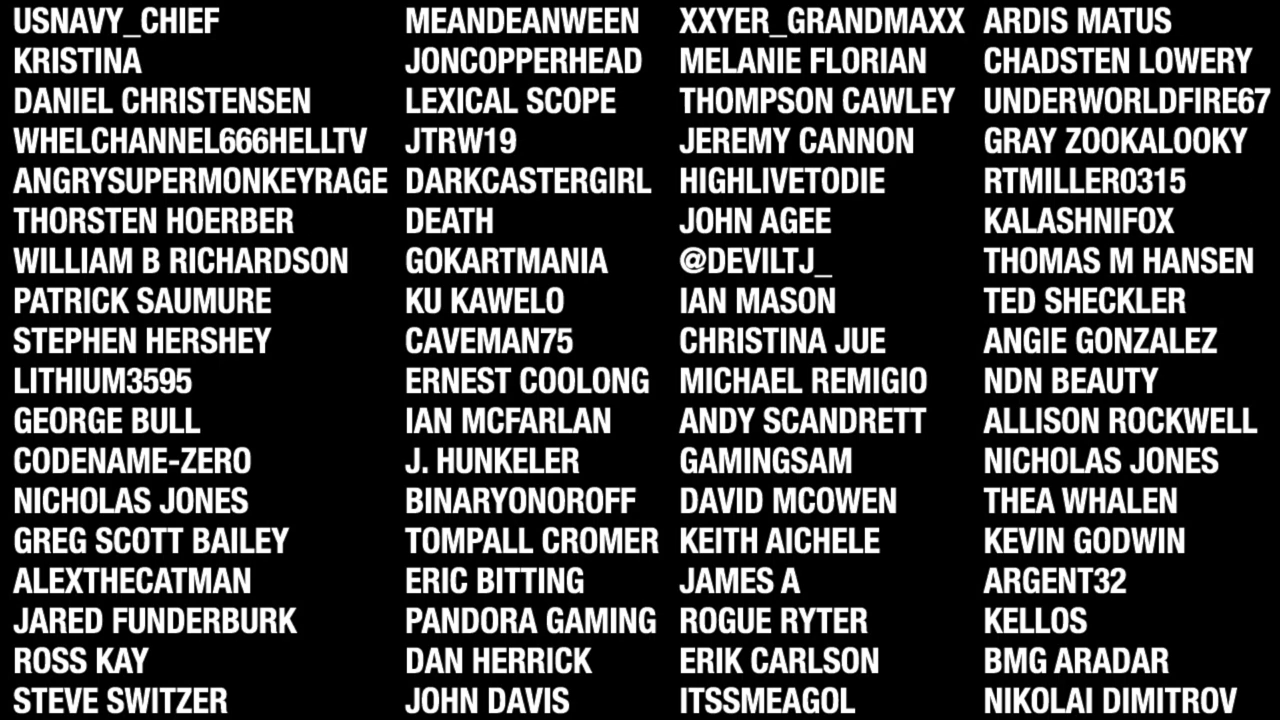 USNAVY_CHIEF
KRISTINA
DANIEL CHRISTENSEN
WHELCHANNEL666HELLTV
ANGRYSUPERMONKEYRAGE
THORSTEN HOERBER
WILLIAM B RICHARDSON
PATRICK SAUMURE
STEPHEN HERSHEY
LITHIUM3595
GEORGE BULL
CODENAME-ZERO
NICHOLAS JONES
GREG SCOTT BAILEY
ALEXTHECATMAN
JARED FUNDERBURK
ROSS KAY
STEVE SWITZER
MEANDEANWEEN
JONCOPPERHEAD
LEXICAL SCOPE
JTRW19
DARKCASTERGIRL
DEATH
GOKARTMANIA
KU KAWELO
CAVEMAN75
ERNEST COOLONG
IAN MCFARLAN
J. HUNKELER
BINARYONOROFF
TOMPALL CROMER
ERIC BITTING
PANDORA GAMING
DAN HERRICK
JOHN DAVIS
XXYER_GRANDMAXX
MELANIE FLORIAN
THOMPSON CAWLEY
JEREMY CANNON
HIGHLIVETODIE
JOHN AGEE
@DEVILTJ_
IAN MASON
CHRISTINA JUE
MICHAEL REMIGIO
ANDY SCANDRETT
GAMINGSAM
DAVID MCOWEN
KEITH AICHELE
JAMES A
ROGUE RYTER
ERIK CARLSON
ITSSMEAGOL
ARDIS MATUS
CHADSTEN LOWERY
UNDERWORLDFIRE67
GRAY ZOOKALOOKY
RTMILLER0315
KALASHNIFOX
THOMAS M HANSEN
TED SHECKLER
ANGIE GONZALEZ
NDN BEAUTY
ALLISON ROCKWELL
NICHOLAS JONES
THEA WHALEN
KEVIN GODWIN
ARGENT32
KELLOS
BMG ARADAR
NIKOLAI DIMITROV